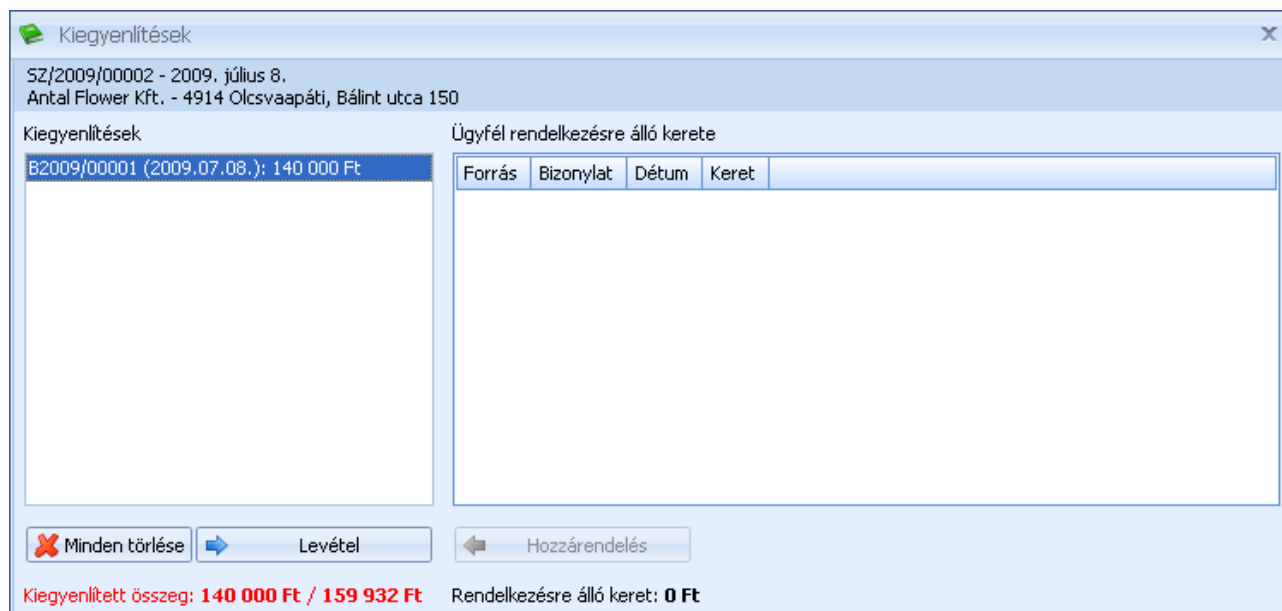 Kiegyenlítések
SZ/2009/00002 - 2009. július 8.
Antal Flower Kft. - 4914 Olcsvaapáti, Bálint utca 150
Kiegyenlítések
Ügyfél rendelkezésre álló kerete
B2009/00001 (2009.07.08.): 140 000 Ft
Forrás Bizonylat Détum Keret
Minden törlése Levétel Hozzárendelés
Kiegyenlített összeg: 140 000 Ft / 159 932 Ft
Rendelkezésre álló keret: 0 Ft